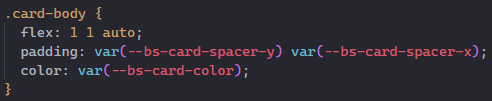 .card-body {
  flex: 1 1 auto;
  padding: var(--bs-card-spacer-y) var(--bs-card-spacer-x);
  color: var(--bs-card-color);
}